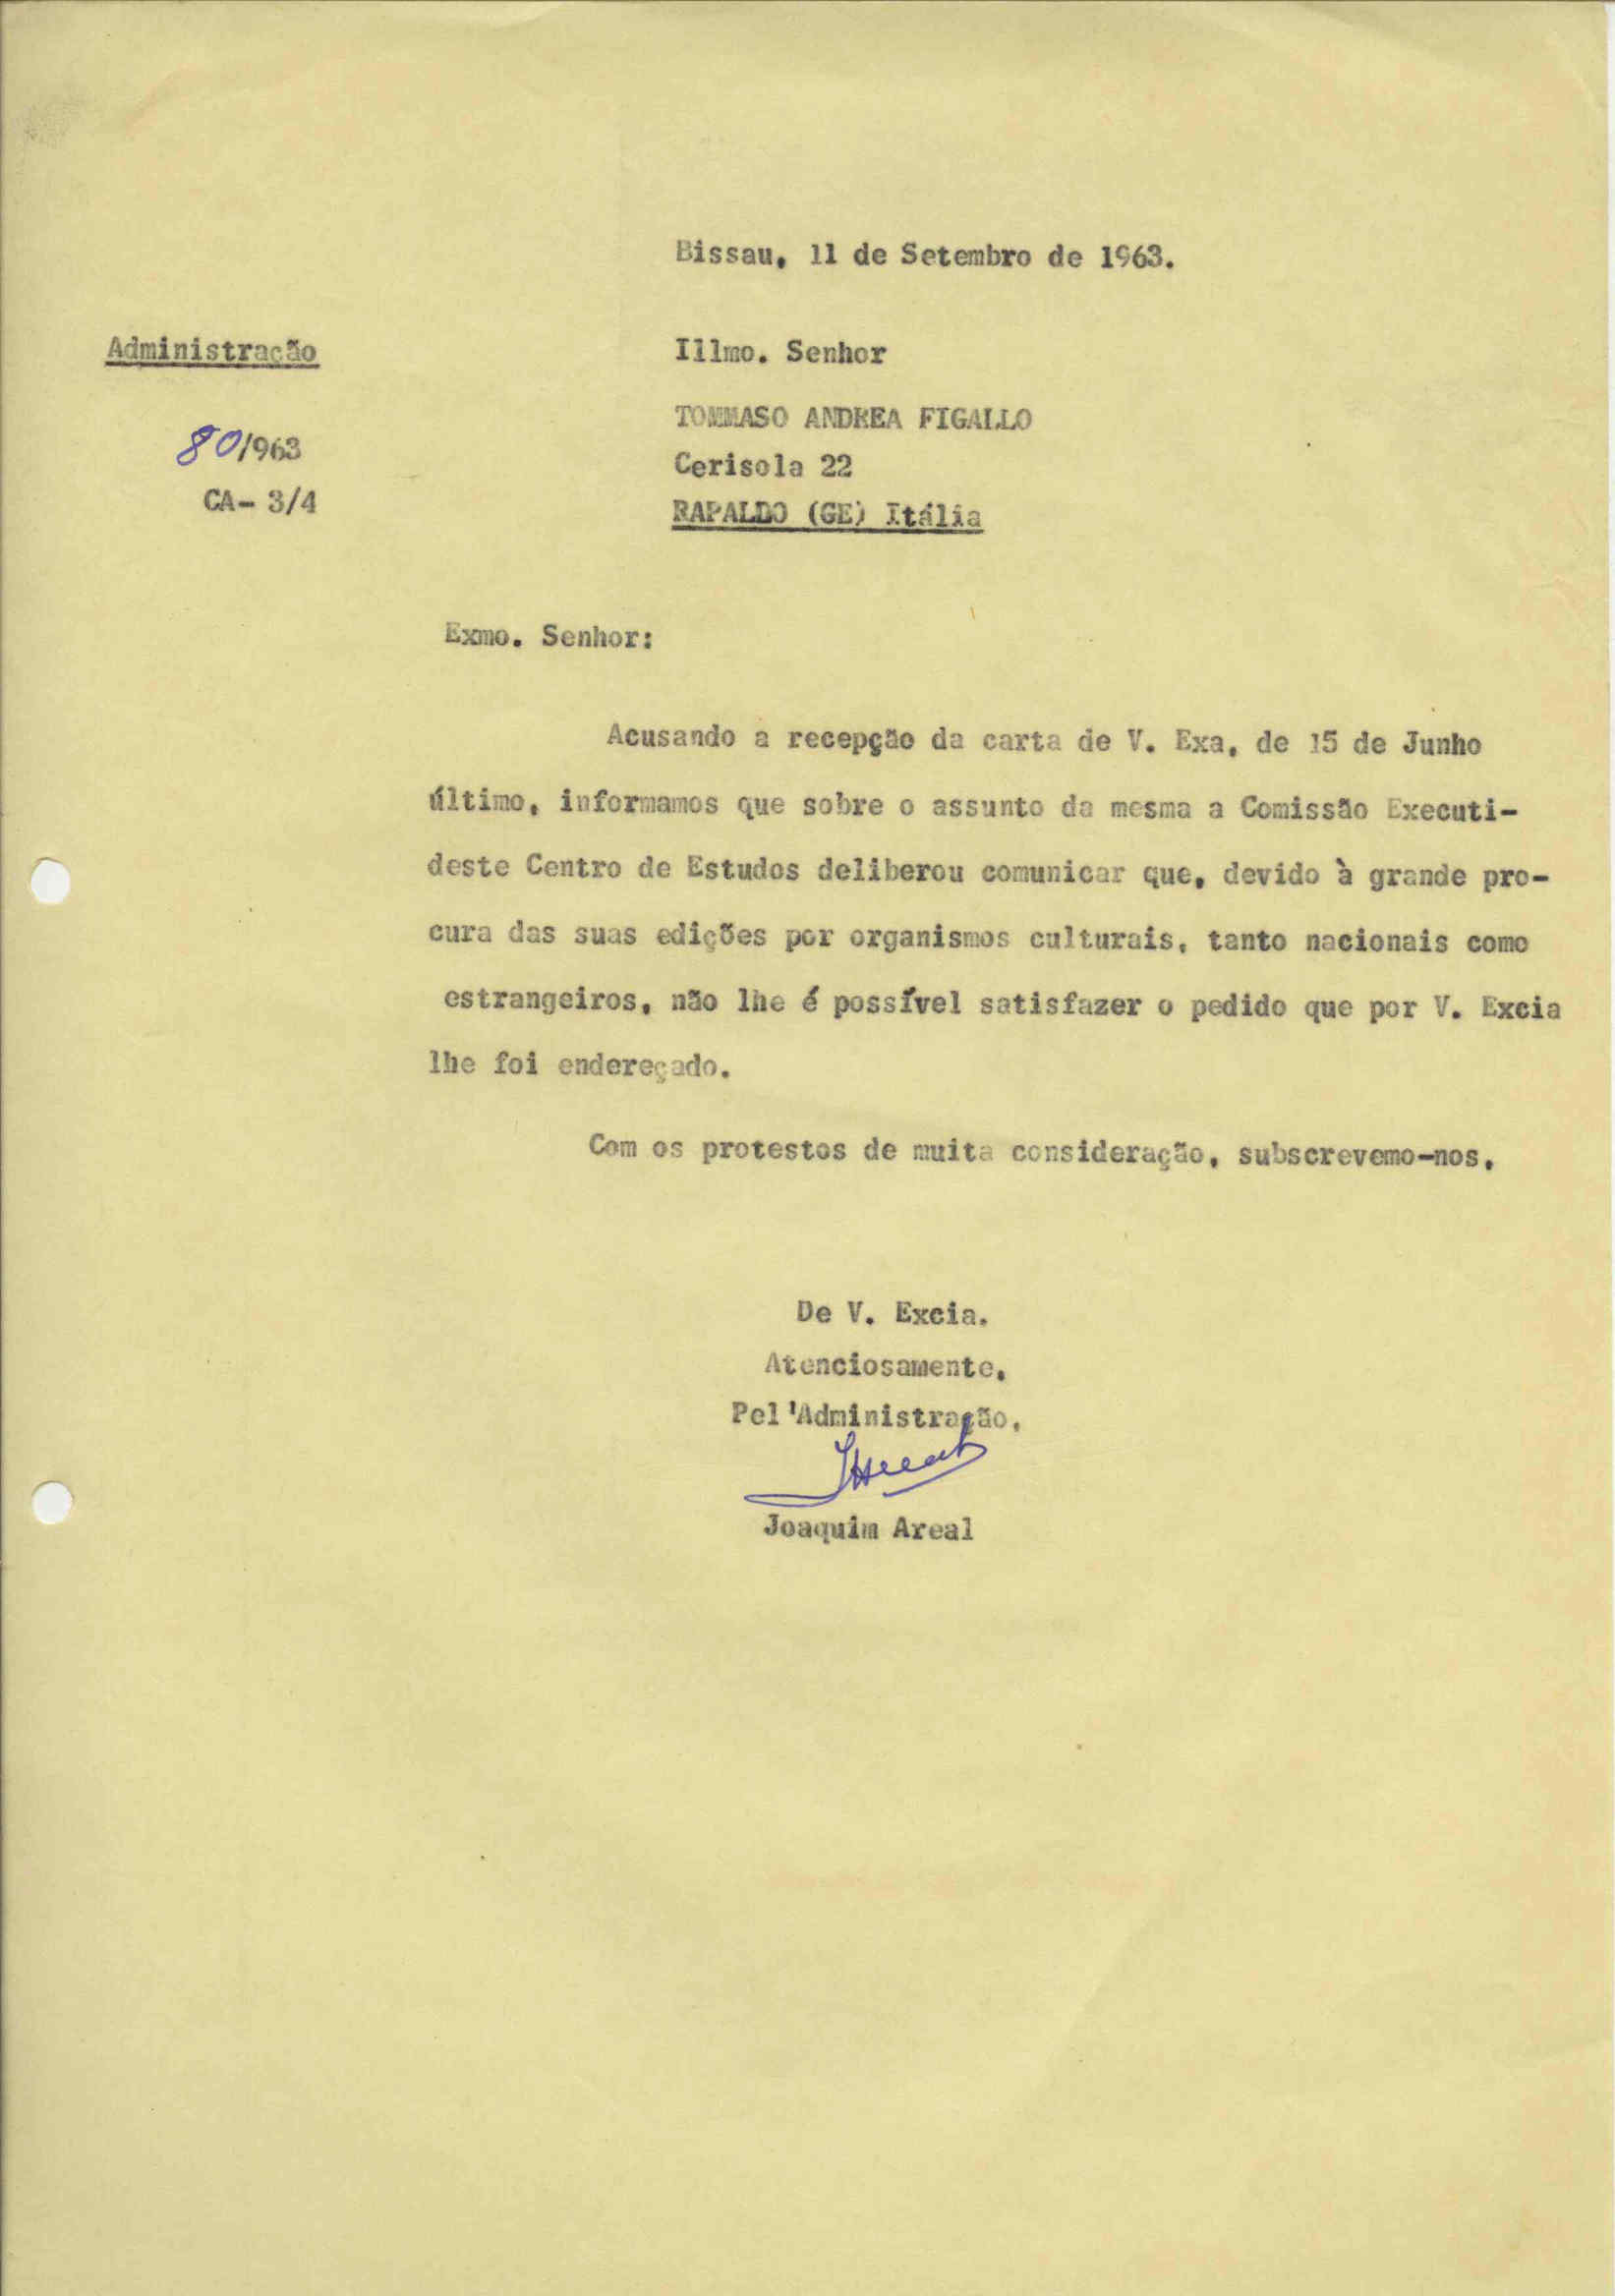 Bissau, 11 de Setembro de 1963.
Administração
Illmo. Senhor
80/963
TOMMASO ANDREA FIGALLO
CA- 3/4
Cerisola 22
RAPALDO (GE) Itália
Exmo. Senhor:
Acusando a recepção da carta de V. Exa, de 15 de Junho
último, informamos que sobre o assunto da mesma a Comissão Executi-
deste Centro de Estudos deliberou comunicar que, devido à grande pro-
cura das suas edições por organismos culturais, tanto nacionais como
estrangeiros, não lhe é possível satisfazer o pedido que por V. Excia
lhe foi endereçado.
Com os protestos de muita consideração, subscrevemo-nos,
De V. Excia.
Atenciosamente,
Pel'Administração,
Joaquim Areal